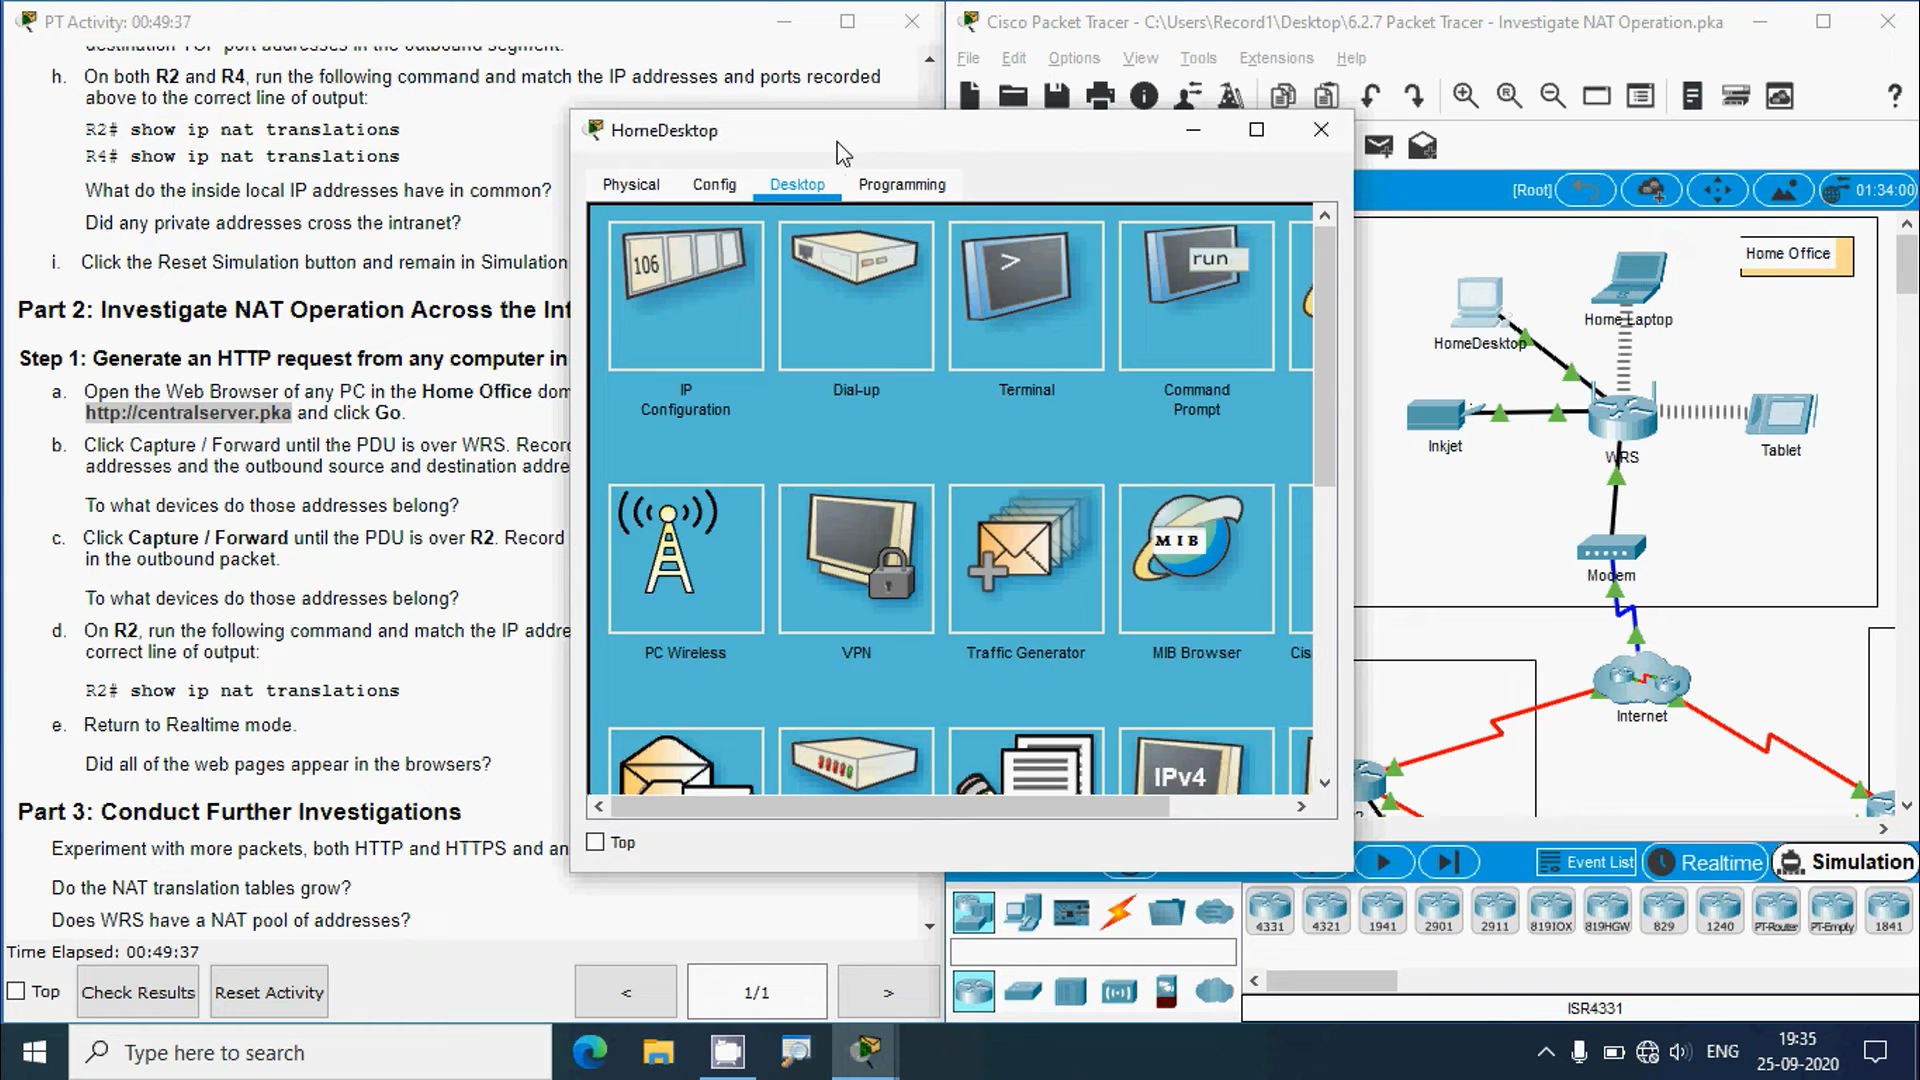 PT Activity: 00:49:37
h. On both R2 and R4, run the following command and match the IP addresses and ports recorded
above to the correct line of output:
R2# show ip nat translations
R4# show ip nat translations
What do the inside local IP addresses have in common?
Did any private addresses cross the intranet?
i. Click the Reset Simulation button and remain in Simulation
Part 2: Investigate NAT Operation Across the Int
Step 1: Generate an HTTP request from any computer in
a. Open the Web Browser of any PC in the Home Office dom
http://centralserver.pka and click Go.
b. Click Capture / Forward until the PDU is over WRS. Record
addresses and the outbound source and destination addre
To what devices do those addresses belong?
c. Click Capture / Forward until the PDU is over R2. Record
in the outbound packet.
To what devices do those addresses belong?
d. On R2, run the following command and match the IP addre
correct line of output:
R2# show ip nat translations
e. Return to Realtime mode.
Did all of the web pages appear in the browsers?
Part 3: Conduct Further Investigations
Experiment with more packets, both HTTP and HTTPS and an
Do the NAT translation tables grow?
Does WRS have a NAT pool of addresses?
Time Elapsed: 00:49:37
Top
Check Results
Reset Activity
<
1/1
>
HomeDesktop
Physical
Config
Desktop
Programming
106
>
run
IP
Configuration
Dial-up
Terminal
Command
Prompt
MIB
PC Wireless
VPN
Traffic Generator
MIB Browser
Cis
IPv4
Top
Cisco Packet Tracer - C:\Users\Record1\Desktop\6.2.7 Packet Tracer - Investigate NAT Operation.pka
File
Edit
Options
View
Tools
Extensions
Help
[Root]
01:34:00
Home Office
Home Laptop
HomeDesktop
Inkjet
WRS
Tablet
Modem
Internet
Event List
Realtime
Simulation
4331
4321
1941
2901
2911
819IOX
819HGW
829
1240
PT-Router
PT-Empty
1841
ISR4331
Type here to search
ENG
19:35
25-09-2020